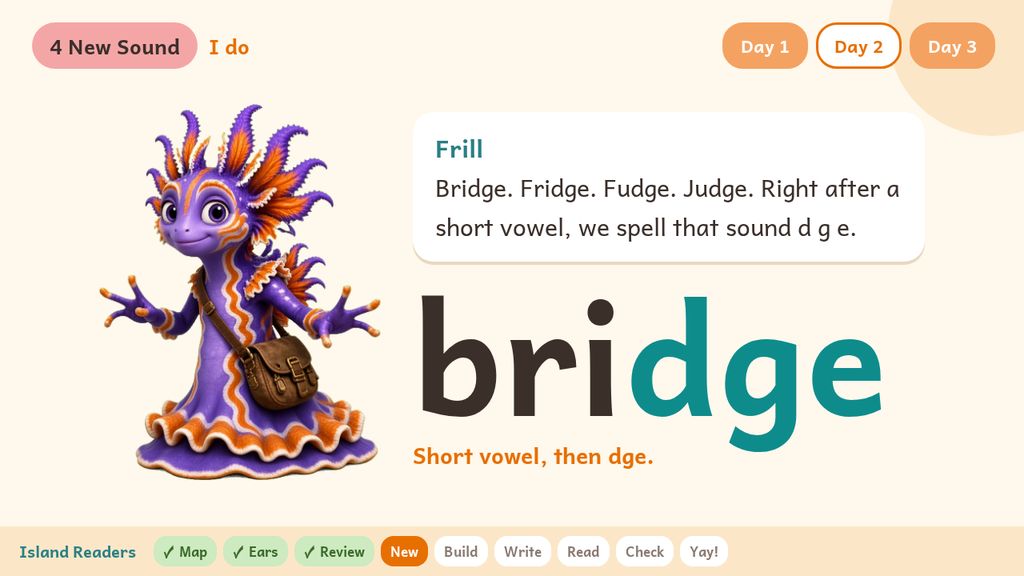 4 New Sound
I do
Day 1
Day 2
Day 3
Frill
Bridge. Fridge. Fudge. Judge. Right after a
short vowel, we spell that sound d g e.
bridge
Short vowel, then dge.
Island Readers
✓ Map
✓ Ears
✓ Review
New
Build
Write
Read
Check
Yay!